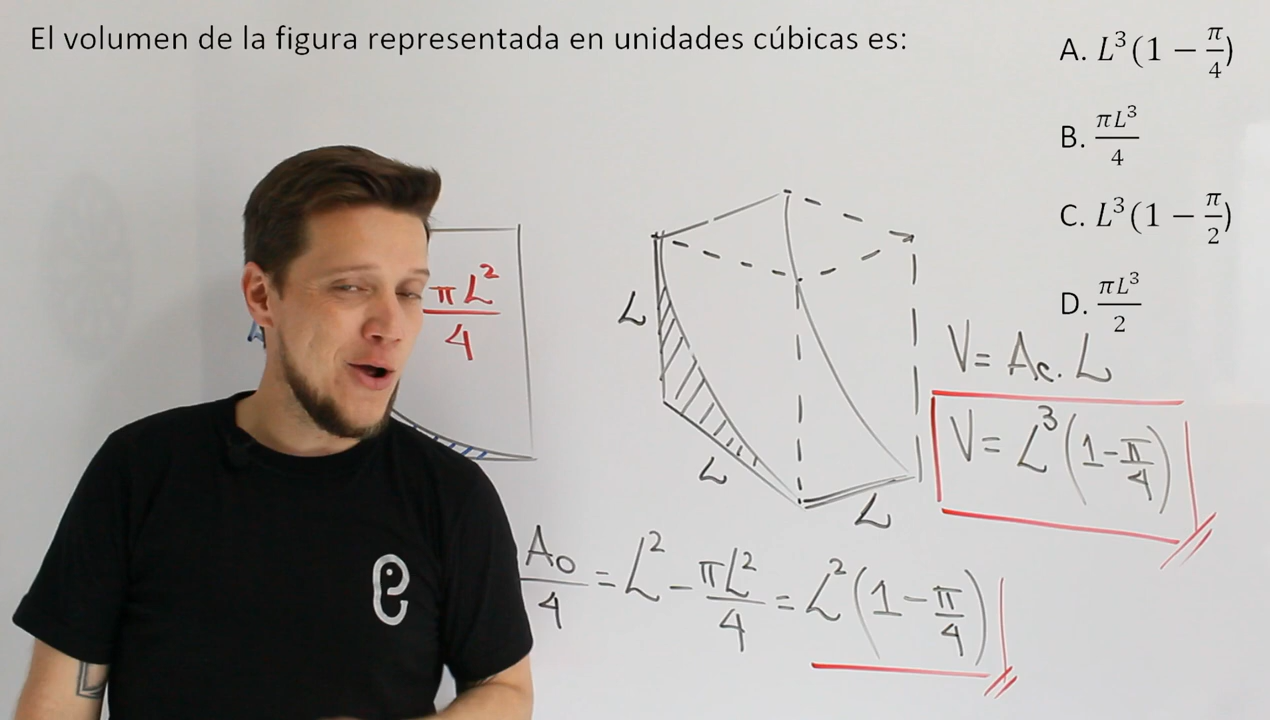 El volumen de la figura representada en unidades cúbicas es:
A. L³(1 − π/4)
B. πL³/4
C. L³(1 − π/2)
D. πL³/2
πL²/4
L
L
L
V= Ac. L
V= L³(1-π/4)
Ao/4 = L² - πL²/4 = L²(1-π/4)
e